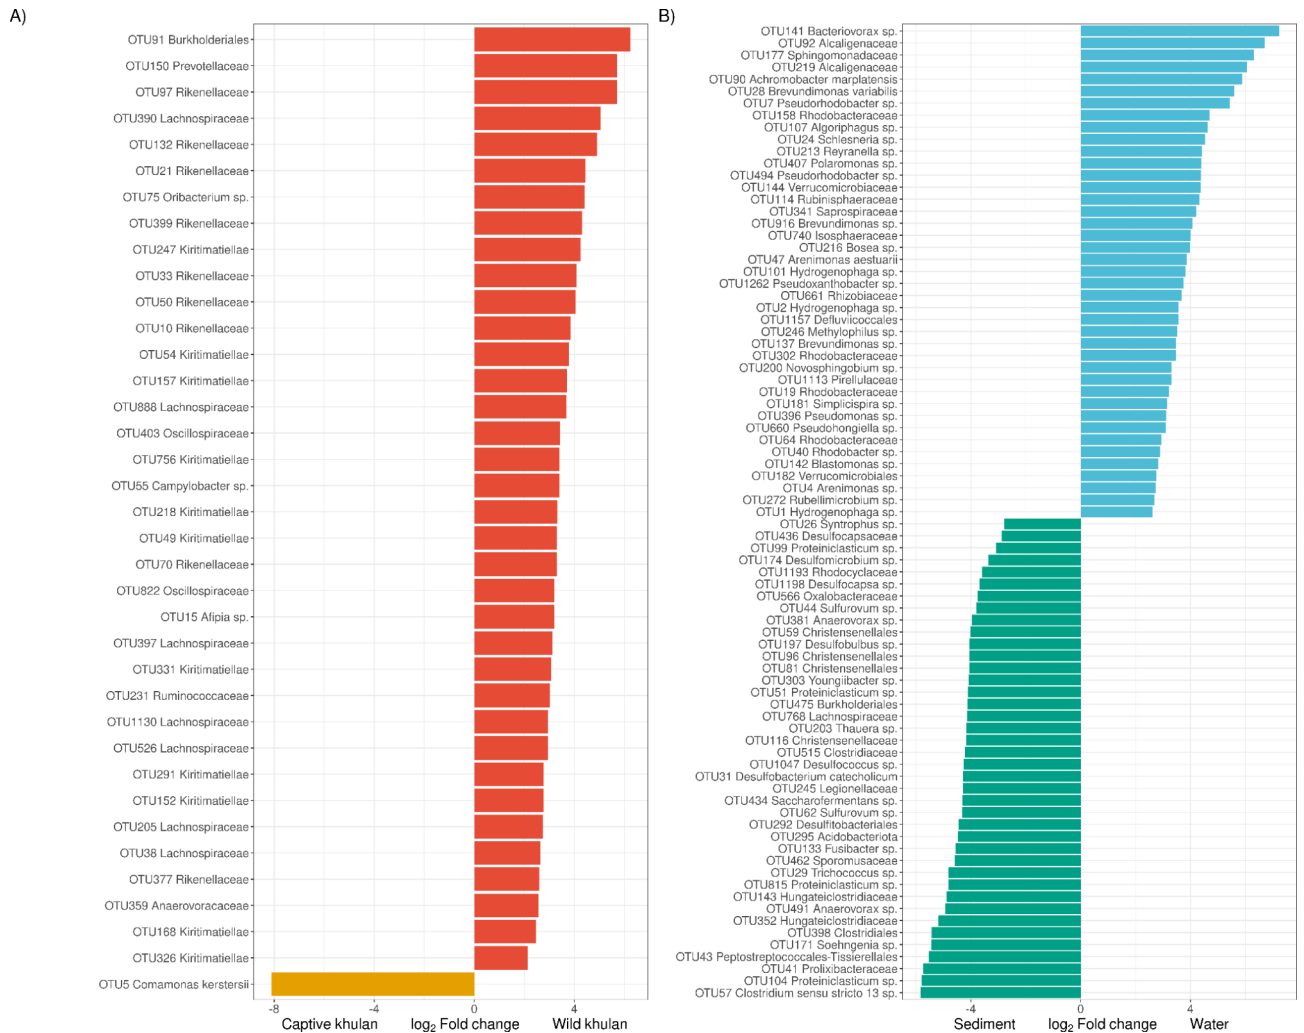 A)
OTU91 Burkholderiales
OTU150 Prevotellaceae
OTU97 Rikenellaceae
OTU390 Lachnospiraceae
OTU132 Rikenellaceae
OTU21 Rikenellaceae
OTU75 Oribacterium sp.
OTU399 Rikenellaceae
OTU247 Kiritimatiellae
OTU33 Rikenellaceae
OTU50 Rikenellaceae
OTU10 Rikenellaceae
OTU54 Kiritimatiellae
OTU157 Kiritimatiellae
OTU888 Lachnospiraceae
OTU403 Oscillospiraceae
OTU756 Kiritimatiellae
OTU55 Campylobacter sp.
OTU218 Kiritimatiellae
OTU49 Kiritimatiellae
OTU70 Rikenellaceae
OTU822 Oscillospiraceae
OTU15 Afipia sp.
OTU397 Lachnospiraceae
OTU331 Kiritimatiellae
OTU231 Ruminococcaceae
OTU1130 Lachnospiraceae
OTU526 Lachnospiraceae
OTU291 Kiritimatiellae
OTU152 Kiritimatiellae
OTU205 Lachnospiraceae
OTU38 Lachnospiraceae
OTU377 Rikenellaceae
OTU359 Anaerovoracaceae
OTU168 Kiritimatiellae
OTU326 Kiritimatiellae
OTU5 Comamonas kerstersii
-8 -4 0 4
Captive khulan log2 Fold change Wild khulan
B)
OTU141 Bacteriovorax sp.
OTU92 Alcaligenaceae
OTU177 Sphingomonadaceae
OTU219 Alcaligenaceae
OTU90 Achromobacter marplatensis
OTU28 Brevundimonas variabilis
OTU7 Pseudorhodobacter sp.
OTU158 Rhodobacteraceae
OTU107 Algoriphagus sp.
OTU24 Schlesneria sp.
OTU213 Reyranella sp.
OTU407 Polaromonas sp.
OTU494 Pseudorhodobacter sp.
OTU144 Verrucomicrobiaceae
OTU114 Rubinisphaeraceae
OTU341 Saprospiraceae
OTU916 Brevundimonas sp.
OTU740 Isosphaeraceae
OTU216 Bosea sp.
OTU47 Arenimonas aestuarii
OTU101 Hydrogenophaga sp.
OTU1262 Pseudoxanthobacter sp.
OTU661 Rhizobiaceae
OTU2 Hydrogenophaga sp.
OTU1157 Defluviicoccales
OTU246 Methylophilus sp.
OTU137 Brevundimonas sp.
OTU302 Rhodobacteraceae
OTU200 Novosphingobium sp.
OTU1113 Pirellulaceae
OTU19 Rhodobacteraceae
OTU181 Simplicispira sp.
OTU396 Pseudomonas sp.
OTU660 Pseudohongiella sp.
OTU64 Rhodobacteraceae
OTU40 Rhodobacter sp.
OTU142 Blastomonas sp.
OTU182 Verrucomicrobiales
OTU4 Arenimonas sp.
OTU272 Rubellimicrobium sp.
OTU1 Hydrogenophaga sp.
OTU26 Syntrophus sp.
OTU436 Desulfocapsaceae
OTU99 Proteiniclasticum sp.
OTU174 Desulfomicrobium sp.
OTU1193 Rhodocyclaceae
OTU1198 Desulfocapsa sp.
OTU566 Oxalobacteraceae
OTU44 Sulfurovum sp.
OTU381 Anaerovorax sp.
OTU59 Christensenellales
OTU197 Desulfobulbus sp.
OTU96 Christensenellales
OTU81 Christensenellales
OTU303 Youngiibacter sp.
OTU51 Proteiniclasticum sp.
OTU475 Burkholderiales
OTU768 Lachnospiraceae
OTU203 Thauera sp.
OTU116 Christensenellaceae
OTU515 Clostridiaceae
OTU1047 Desulfococcus sp.
OTU31 Desulfobacterium catecholicum
OTU245 Legionellaceae
OTU434 Saccharofermentans sp.
OTU62 Sulfurovum sp.
OTU292 Desulfitobacteriales
OTU295 Acidobacteriota
OTU133 Fusibacter sp.
OTU462 Sporomusaceae
OTU29 Trichococcus sp.
OTU815 Proteiniclasticum sp.
OTU143 Hungateiclostridiaceae
OTU491 Anaerovorax sp.
OTU352 Hungateiclostridiaceae
OTU398 Clostridiales
OTU171 Soehngenia sp.
OTU43 Peptostreptococcales-Tissierellales
OTU41 Prolixibacteraceae
OTU104 Proteiniclasticum sp.
OTU57 Clostridium sensu stricto 13 sp.
-4 0 4
Sediment log2 Fold change Water